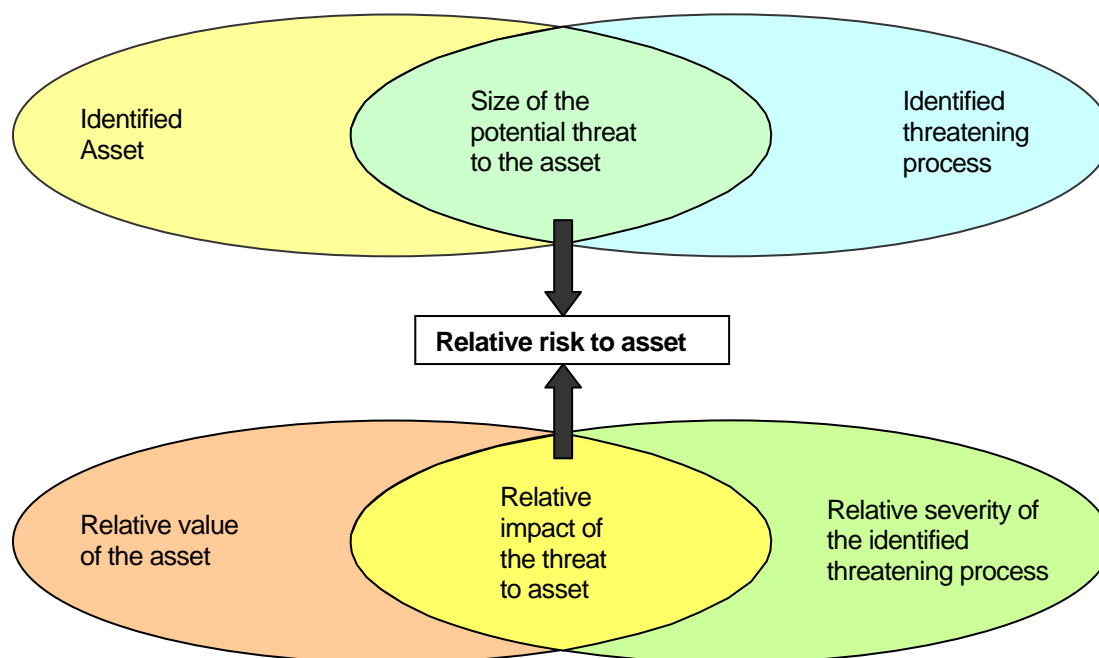 Identified
Asset
Size of the
potential threat
to the asset
Identified
threatening
process
Relative risk to asset
Relative value
of the asset
Relative
impact of
the threat
to asset
Relative severity of
the identified
threatening process